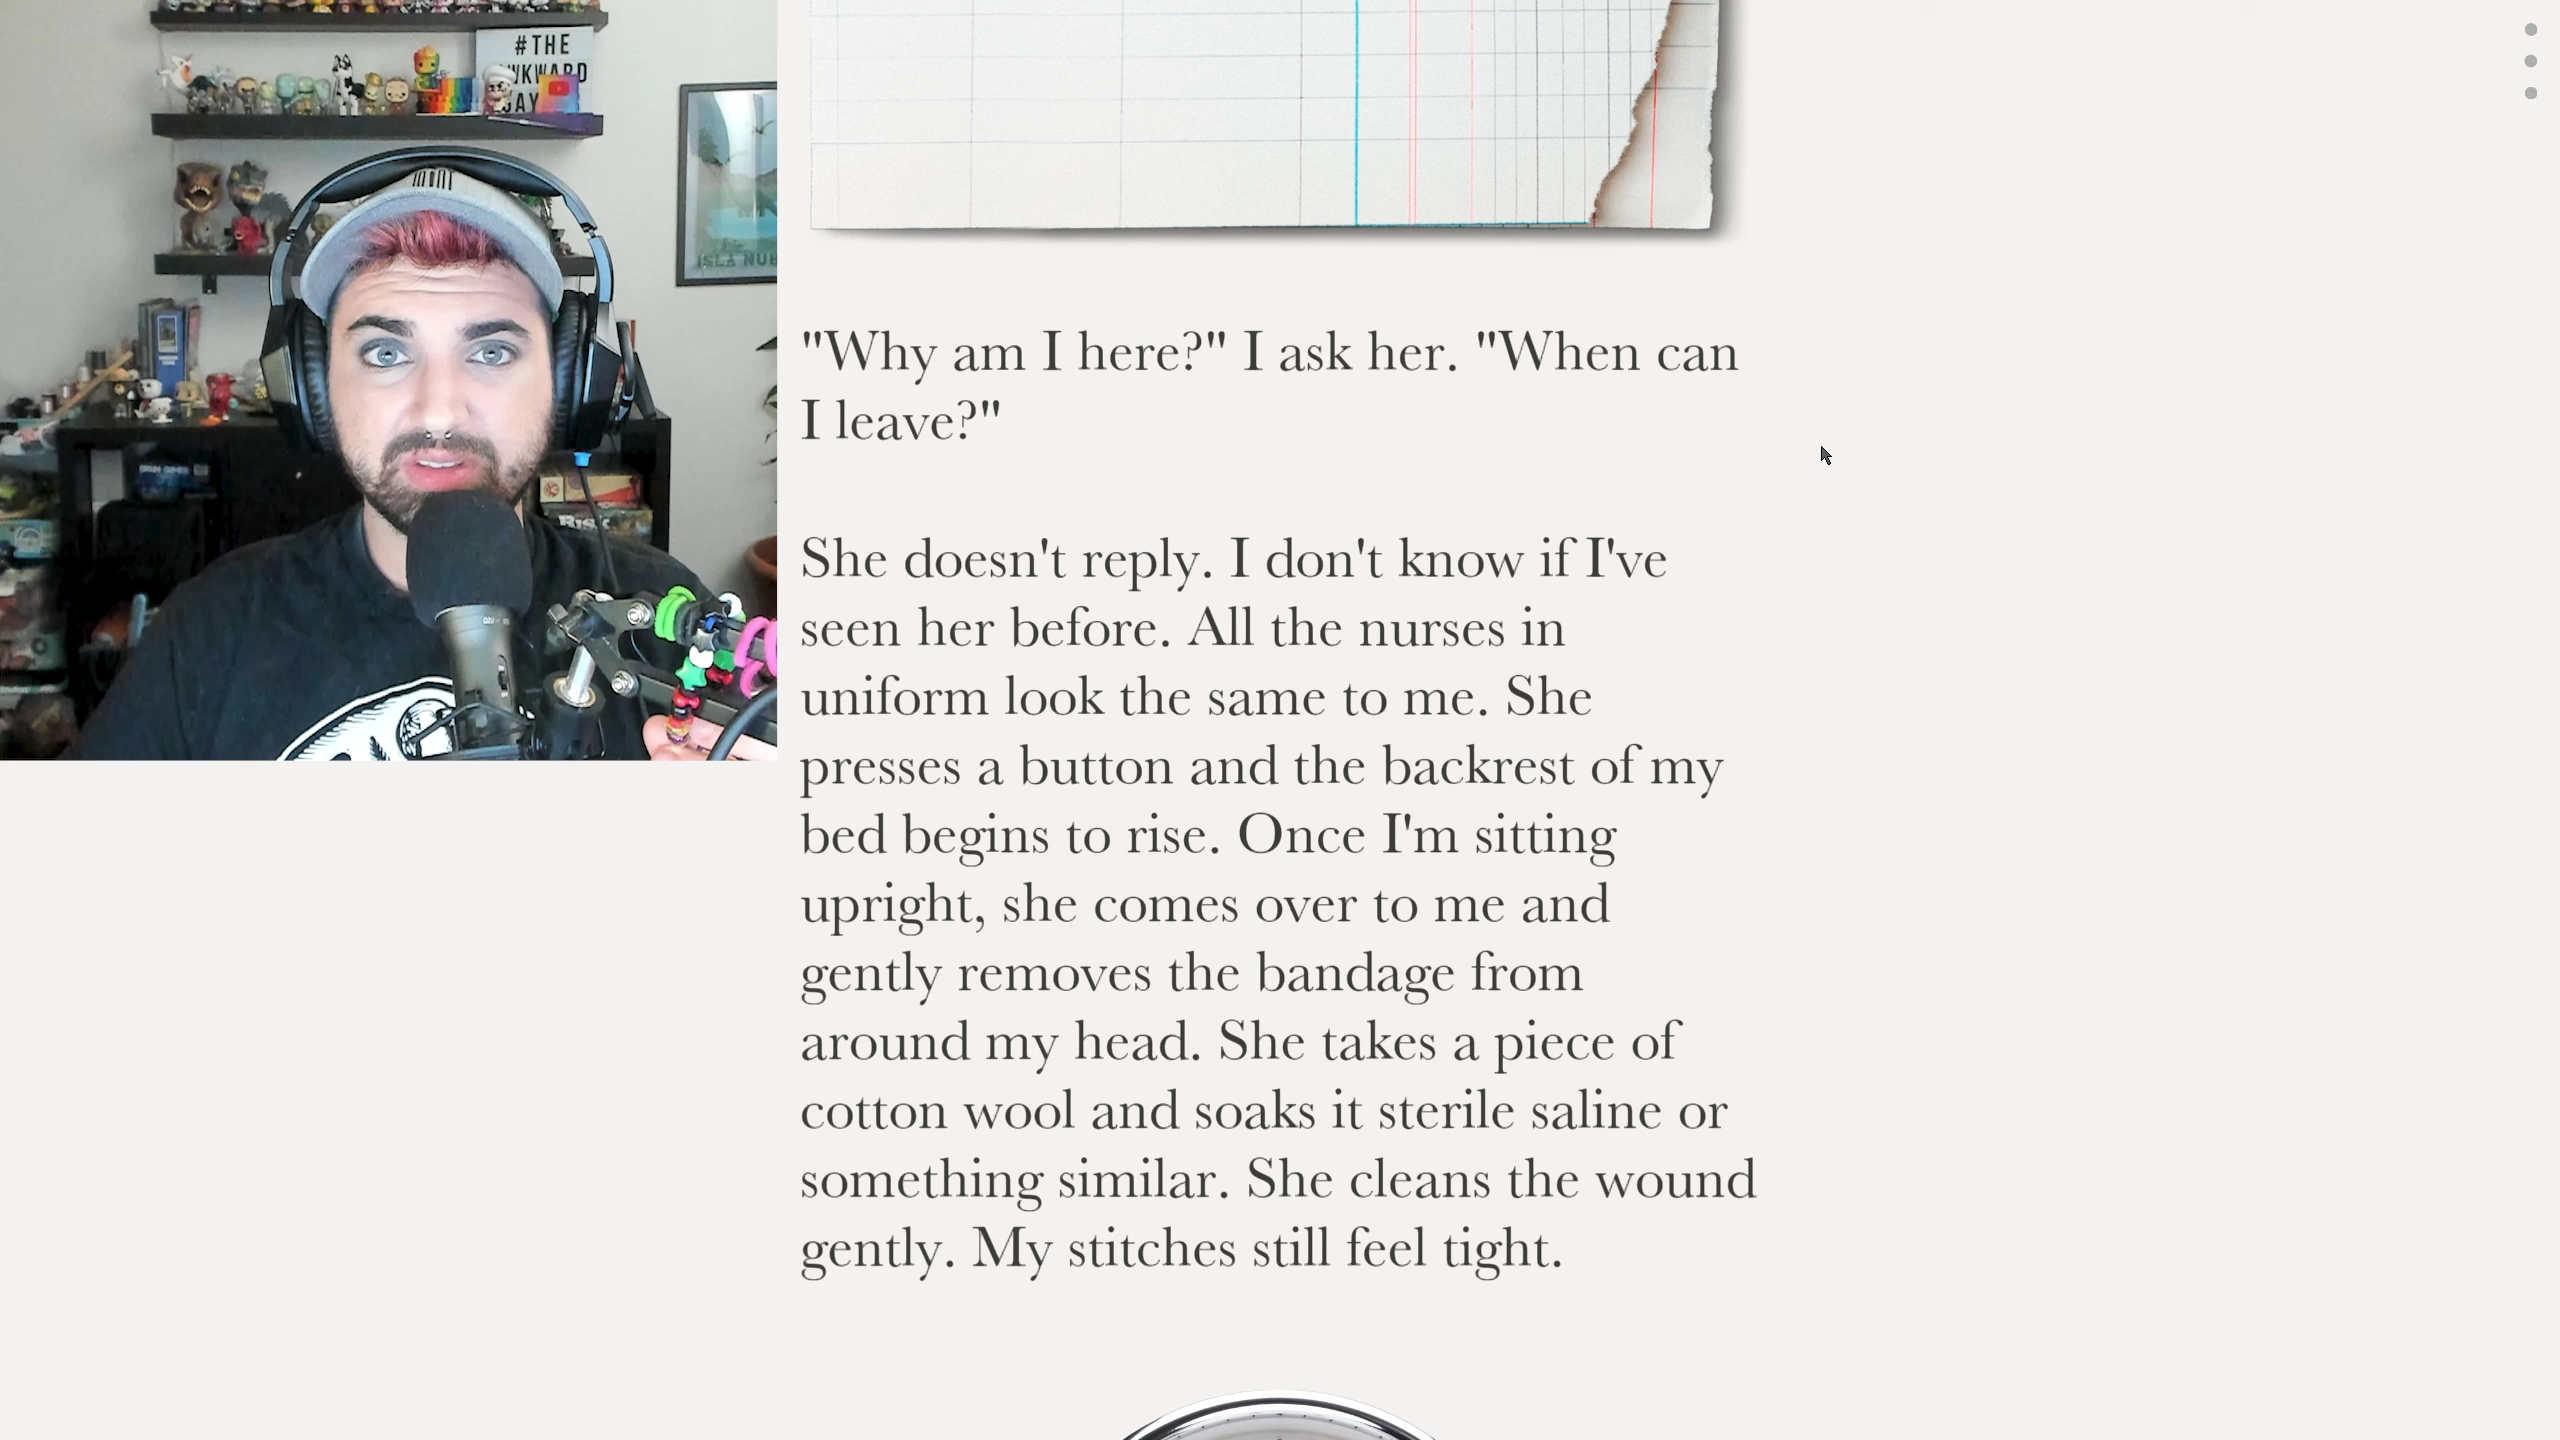 #THE
AWKWARD
GAY
ISLA NUB
RISK
"Why am I here?" I ask her. "When can
I leave?"
She doesn't reply. I don't know if I've
seen her before. All the nurses in
uniform look the same to me. She
presses a button and the backrest of my
bed begins to rise. Once I'm sitting
upright, she comes over to me and
gently removes the bandage from
around my head. She takes a piece of
cotton wool and soaks it sterile saline or
something similar. She cleans the wound
gently. My stitches still feel tight.